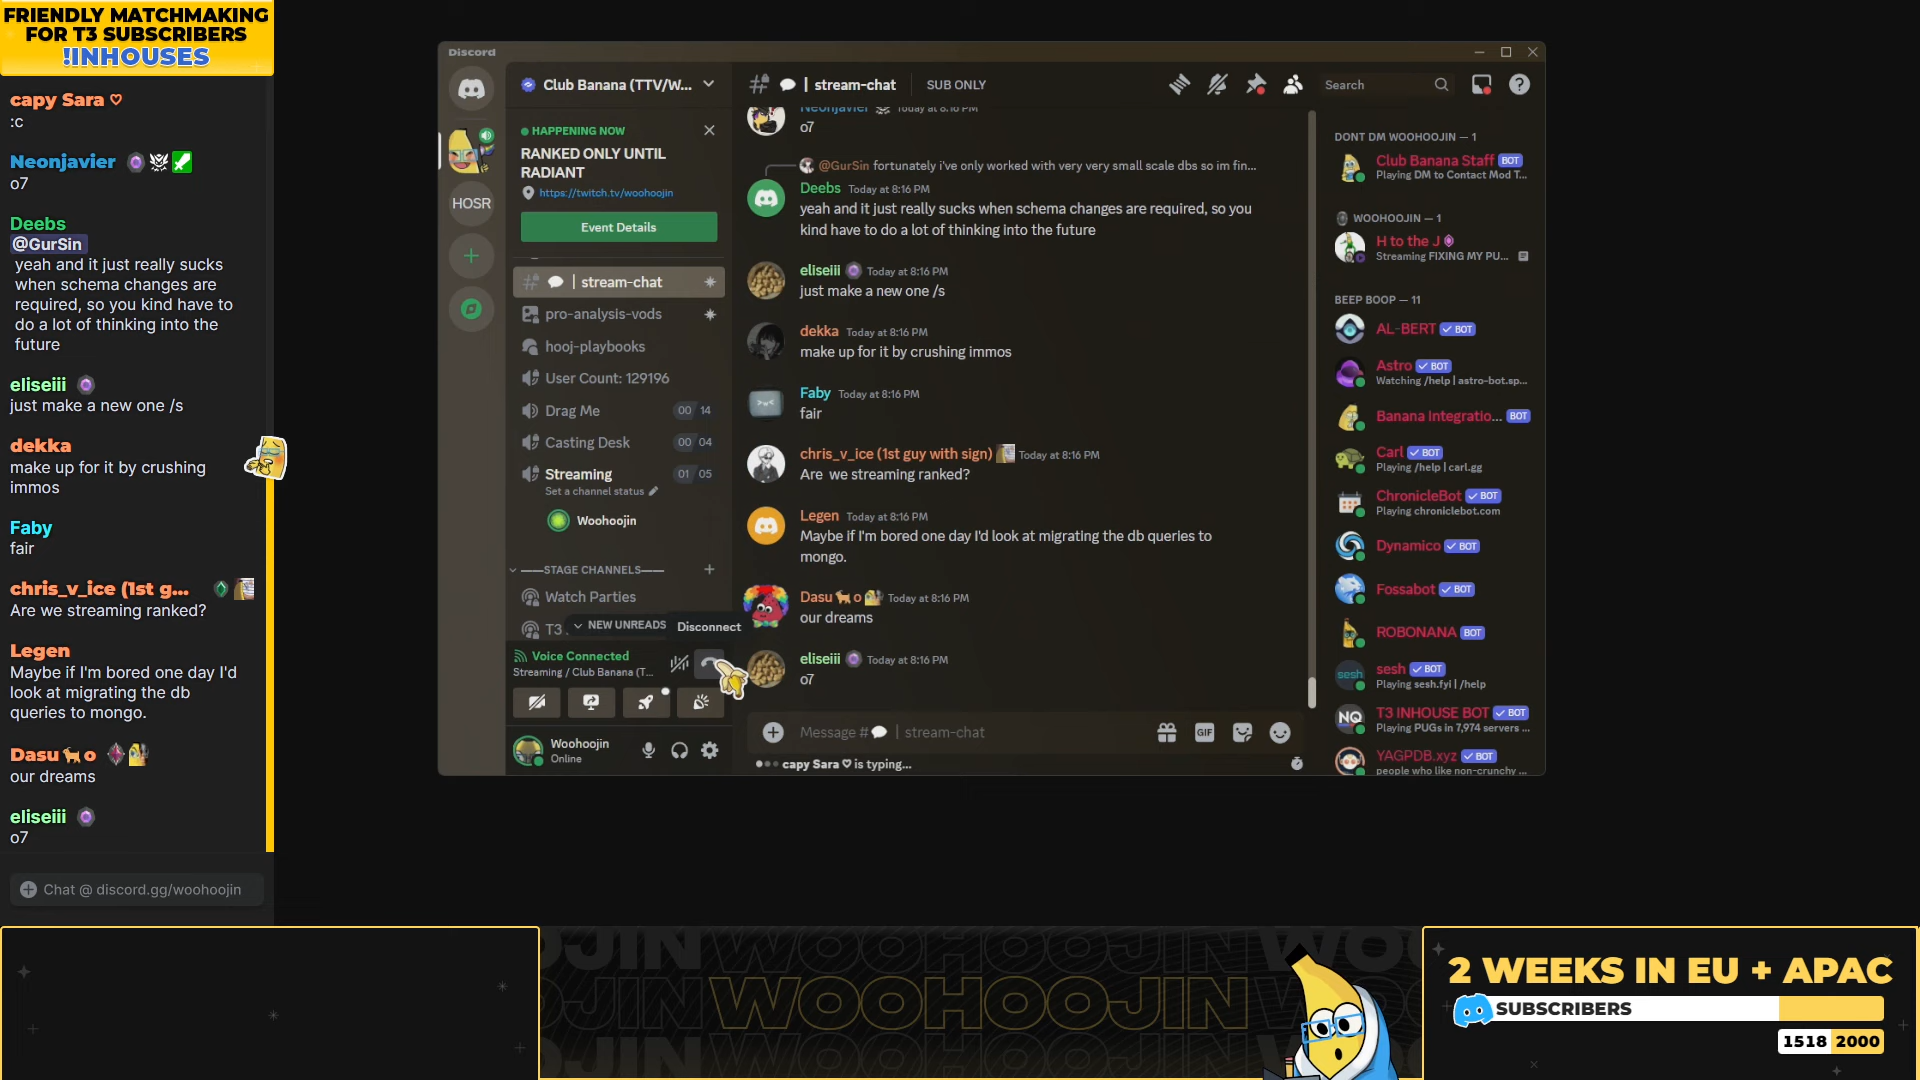 FRIENDLY MATCHMAKING
FOR T3 SUBSCRIBERS
!INHOUSES
capy Sara ♡
:c
Neonjavier
o7
Deebs
@GurSin
yeah and it just really sucks
when schema changes are
required, so you kind have to
do a lot of thinking into the
future
eliseiii
just make a new one /s
dekka
make up for it by crushing
immos
Faby
fair
chris_v_ice (1st g...
Are we streaming ranked?
Legen
Maybe if I'm bored one day I'd
look at migrating the db
queries to mongo.
Dasu 🐕 o
our dreams
eliseiii
o7
Chat @ discord.gg/woohoojin
Discord
HOSR
Club Banana (TTV/W...
HAPPENING NOW
RANKED ONLY UNTIL
RADIANT
https://twitch.tv/woohoojin
Event Details
| stream-chat
pro-analysis-vods
hooj-playbooks
User Count: 129196
Drag Me 00 14
Casting Desk 00 04
Streaming 01 05
Set a channel status
Woohoojin
——STAGE CHANNELS——
Watch Parties
T3
NEW UNREADS
Disconnect
Voice Connected
Streaming / Club Banana (T...
Woohoojin
Online
| stream-chat SUB ONLY
Search
Neonjavier Today at 8:16 PM
o7
@GurSin fortunately i've only worked with very very small scale dbs so im fin...
Deebs Today at 8:16 PM
yeah and it just really sucks when schema changes are required, so you
kind have to do a lot of thinking into the future
eliseiii Today at 8:16 PM
just make a new one /s
dekka Today at 8:16 PM
make up for it by crushing immos
Faby Today at 8:16 PM
fair
chris_v_ice (1st guy with sign) Today at 8:16 PM
Are we streaming ranked?
Legen Today at 8:16 PM
Maybe if I'm bored one day I'd look at migrating the db queries to
mongo.
Dasu 🐕 o Today at 8:16 PM
our dreams
eliseiii Today at 8:16 PM
o7
Message # 💬 | stream-chat
GIF
capy Sara ♡ is typing...
DONT DM WOOHOOJIN — 1
Club Banana Staff BOT
Playing DM to Contact Mod T...
WOOHOOJIN — 1
H to the J
Streaming FIXING MY PU...
BEEP BOOP — 11
AL-BERT ✓ BOT
Astro ✓ BOT
Watching /help | astro-bot.sp...
Banana Integratio... BOT
Carl ✓ BOT
Playing /help | carl.gg
ChronicleBot ✓ BOT
Playing chroniclebot.com
Dynamico ✓ BOT
Fossabot ✓ BOT
ROBONANA BOT
sesh
sesh ✓ BOT
Playing sesh.fyi | /help
NQ
T3 INHOUSE BOT ✓ BOT
Playing PUGs in 7,974 servers ...
YAGPDB.xyz ✓ BOT
people who like non-crunchy ...
OJIN WOOHOOJIN WOO
OJIN WOOHOOJIN
OJIN WOOHOOJIN
2 WEEKS IN EU + APAC
SUBSCRIBERS
1518 2000